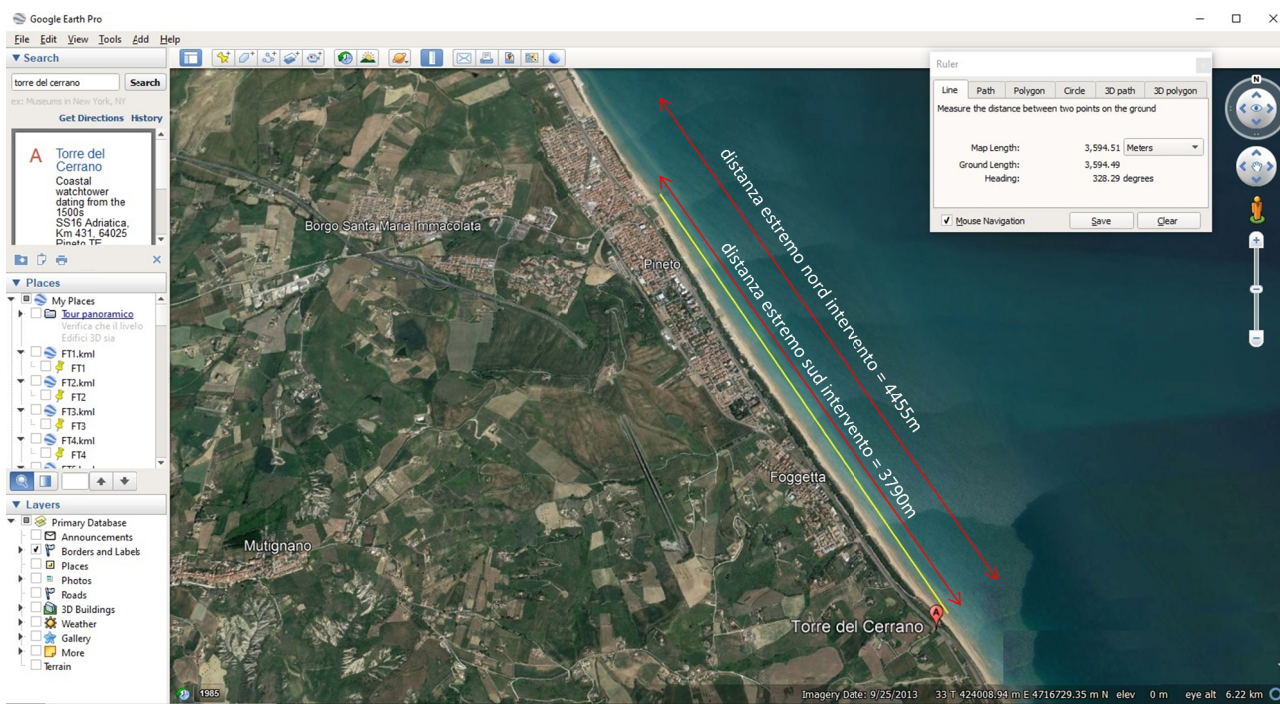 Google Earth Pro
File Edit View Tools Add Help
Search
torre del cerrano Search
ex: Museums in New York, NY
Get Directions History
A Torre del
Cerrano
Coastal
watchtower
dating from the
1500s
SS16 Adriatica,
Km 431, 64025
Pineto TE
Places
My Places
Tour panoramico
Verifica che il livelo
Edifici 3D sia
FT1.kml
FT1
FT2.kml
FT2
FT3.kml
FT3
FT4.kml
FT4
Layers
Primary Database
Announcements
Borders and Labels
Places
Photos
Roads
3D Buildings
Weather
Gallery
More
Terrain
Borgo Santa Maria Immacolata
Pineto
Foggetta
Mutignano
Torre del Cerrano
A
distanza estremo nord intervento = 4455m
distanza estremo sud intervento = 3790m
Ruler
Line Path Polygon Circle 3D path 3D polygon
Measure the distance between two points on the ground
Map Length: 3,594.51 Meters
Ground Length: 3,594.49
Heading: 328.29 degrees
Mouse Navigation Save Clear
N
1985
Imagery Date: 9/25/2013 33 T 424008.94 m E 4716729.35 m N elev 0 m eye alt 6.22 km